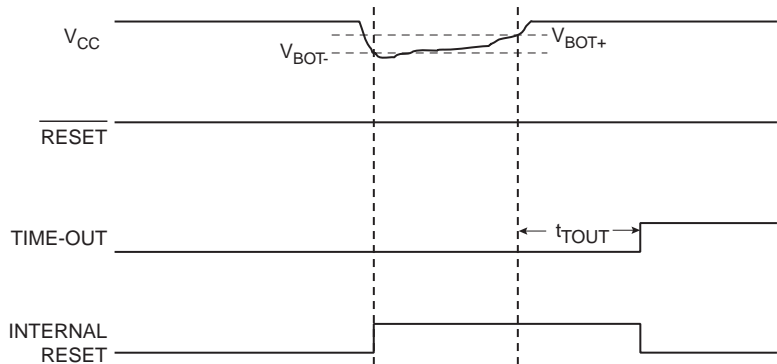 VCC
VBOT-
VBOT+
RESET
TIME-OUT
tTOUT
INTERNAL
RESET